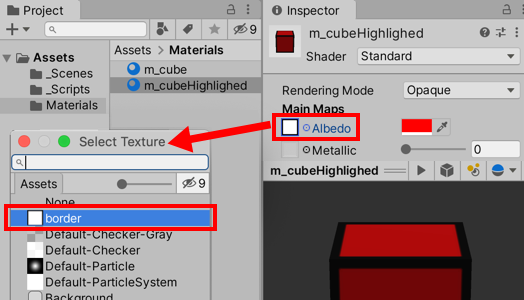 Project
9
Assets
_Scenes
_Scripts
Materials
Assets > Materials
m_cube
m_cubeHighlighed
Select Texture
Assets
9
None
border
Default-Checker-Gray
Default-Checker
Default-Particle
Default-ParticleSystem
Background
Inspector
m_cubeHighlighed
Shader Standard
Rendering Mode Opaque
Main Maps
Albedo
Metallic 0
m_cubeHighlighed